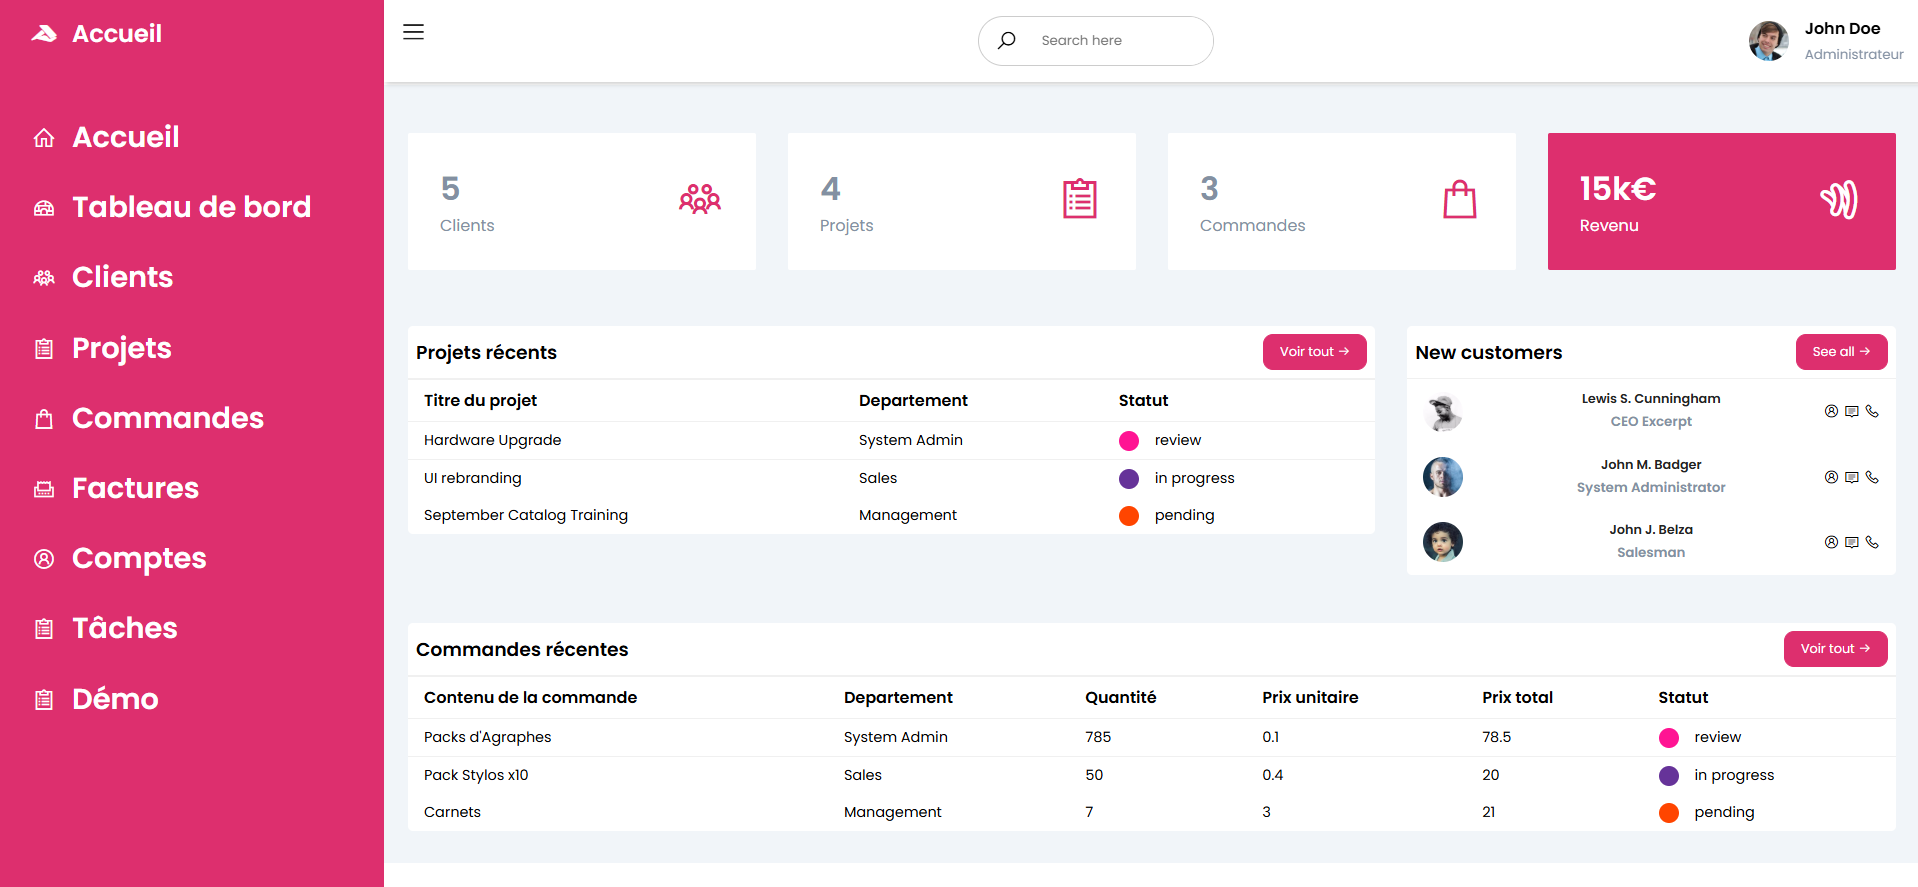 Accueil
Accueil
Tableau de bord
Clients
Projets
Commandes
Factures
Comptes
Tâches
Démo
Search here
John Doe
Administrateur
5
Clients
4
Projets
3
Commandes
15k€
Revenu
Projets récents
Voir tout →
Titre du projet Departement Statut
Hardware Upgrade System Admin review
UI rebranding Sales in progress
September Catalog Training Management pending
New customers
See all →
Lewis S. Cunningham
CEO Excerpt
John M. Badger
System Administrator
John J. Belza
Salesman
Commandes récentes
Voir tout →
Contenu de la commande Departement Quantité Prix unitaire Prix total Statut
Packs d'Agraphes System Admin 785 0.1 78.5 review
Pack Stylos x10 Sales 50 0.4 20 in progress
Carnets Management 7 3 21 pending